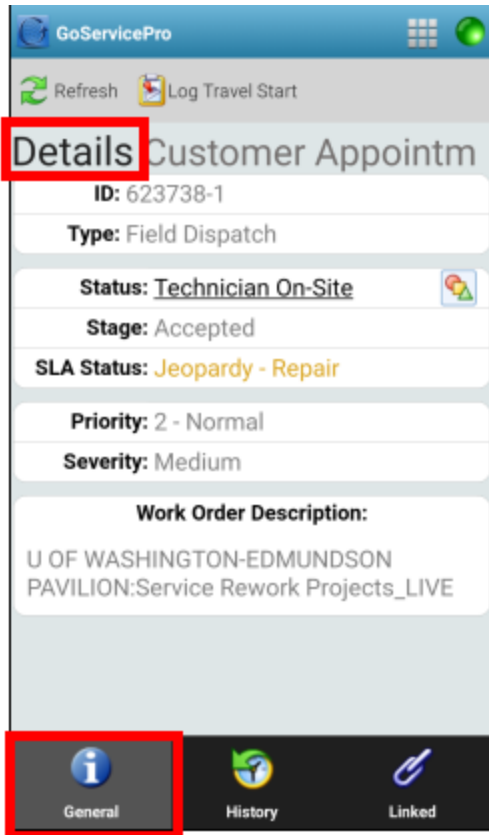 GoServicePro
Refresh Log Travel Start
Details Customer Appointm
ID: 623738-1
Type: Field Dispatch
Status: Technician On-Site
Stage: Accepted
SLA Status: Jeopardy - Repair
Priority: 2 - Normal
Severity: Medium
Work Order Description:
U OF WASHINGTON-EDMUNDSON
PAVILION:Service Rework Projects_LIVE
General History Linked